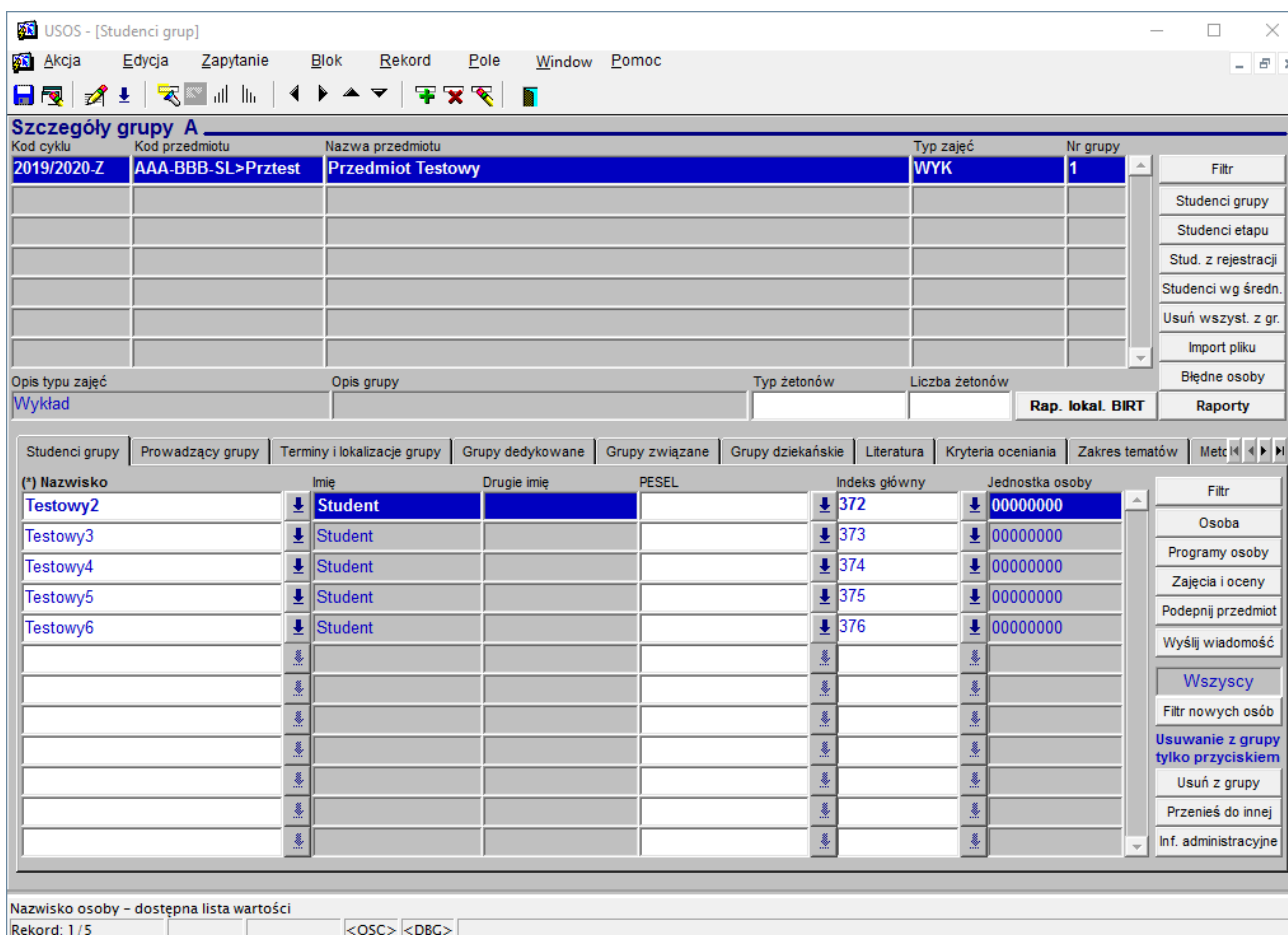 USOS - [Studenci grup]
Akcja Edycja Zapytanie Blok Rekord Pole Window Pomoc
Szczegóły grupy A
Kod cyklu Kod przedmiotu Nazwa przedmiotu Typ zajęć Nr grupy
2019/2020-Z AAA-BBB-SL>Prztest Przedmiot Testowy WYK 1
Filtr
Studenci grupy
Studenci etapu
Stud. z rejestracji
Studenci wg średn.
Usuń wszyst. z gr.
Import pliku
Błędne osoby
Opis typu zajęć Opis grupy Typ żetonów Liczba żetonów
Wykład Rap. lokal. BIRT Raporty
Studenci grupy Prowadzący grupy Terminy i lokalizacje grupy Grupy dedykowane Grupy związane Grupy dziekańskie Literatura Kryteria oceniania Zakres tematów Metc
(*) Nazwisko Imię Drugie imię PESEL Indeks główny Jednostka osoby
Testowy2 Student 372 00000000
Testowy3 Student 373 00000000
Testowy4 Student 374 00000000
Testowy5 Student 375 00000000
Testowy6 Student 376 00000000
Filtr
Osoba
Programy osoby
Zajęcia i oceny
Podepnij przedmiot
Wyślij wiadomość
Wszyscy
Filtr nowych osób
Usuwanie z grupy
tylko przyciskiem
Usuń z grupy
Przenieś do innej
Inf. administracyjne
Nazwisko osoby – dostępna lista wartości
Rekord: 1/5 <OSC> <DBG>